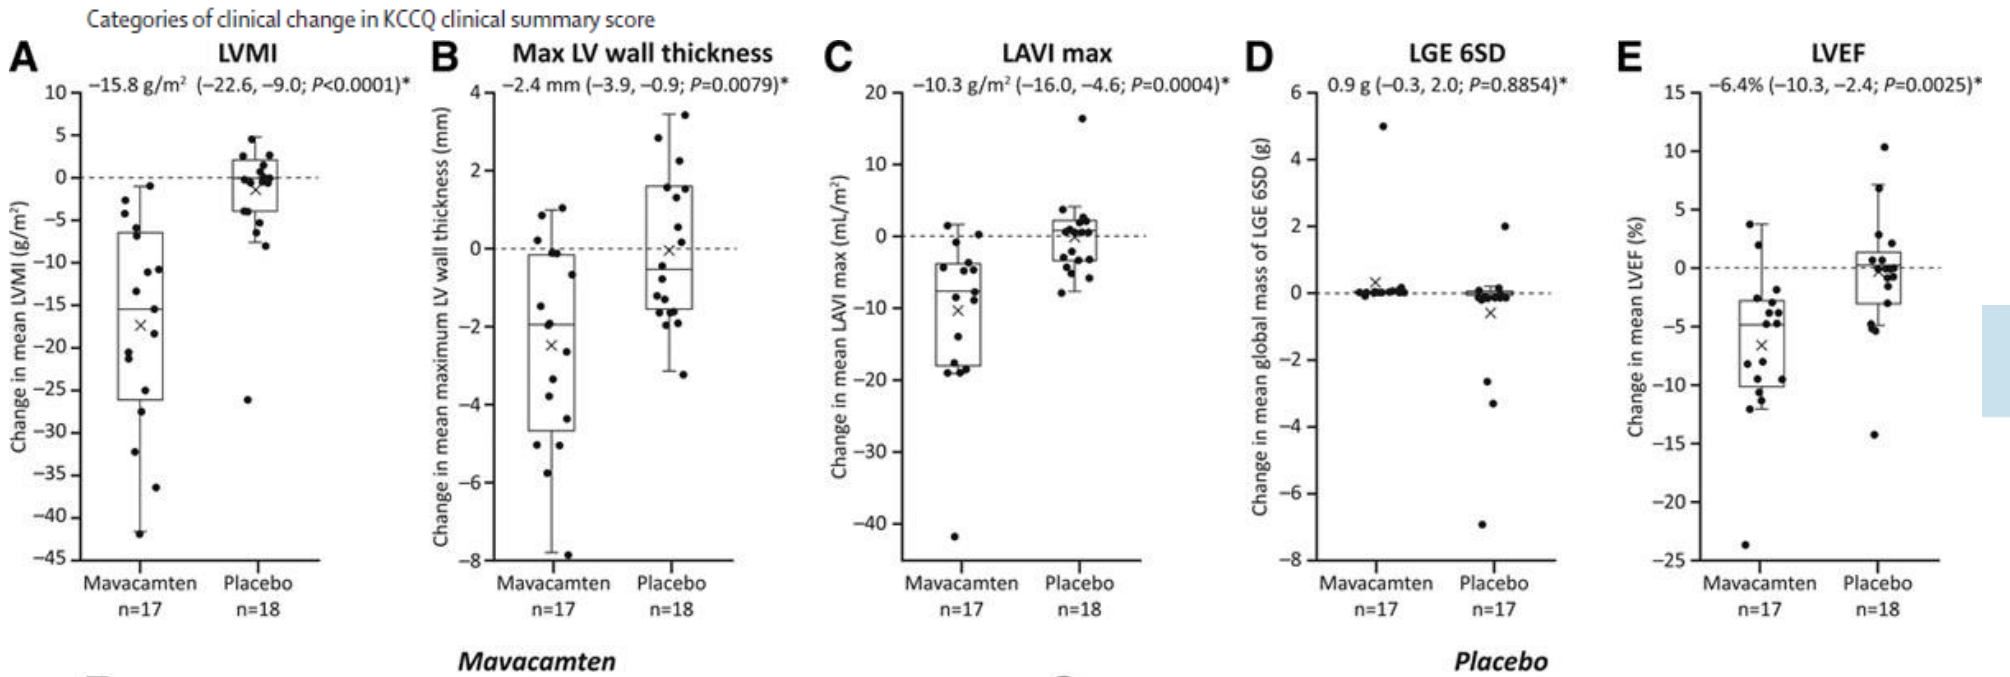 Categories of clinical change in KCCQ clinical summary score
A
LVMI
−15.8 g/m² (−22.6, −9.0; P<0.0001)*
Change in mean LVMI (g/m²)
10
5
0
−5
−10
−15
−20
−25
−30
−35
−40
−45
Mavacamten
n=17
Placebo
n=18
B
Max LV wall thickness
−2.4 mm (−3.9, −0.9; P=0.0079)*
Change in mean maximum LV wall thickness (mm)
4
2
0
−2
−4
−6
−8
Mavacamten
n=17
Placebo
n=18
C
LAVI max
−10.3 g/m² (−16.0, −4.6; P=0.0004)*
Change in mean LAVI max (mL/m²)
20
10
0
−10
−20
−30
−40
Mavacamten
n=17
Placebo
n=18
D
LGE 6SD
0.9 g (−0.3, 2.0; P=0.8854)*
Change in mean global mass of LGE 6SD (g)
6
4
2
0
−2
−4
−6
−8
Mavacamten
n=17
Placebo
n=17
E
LVEF
−6.4% (−10.3, −2.4; P=0.0025)*
Change in mean LVEF (%)
15
10
5
0
−5
−10
−15
−20
−25
Mavacamten
n=17
Placebo
n=18
Mavacamten
Placebo